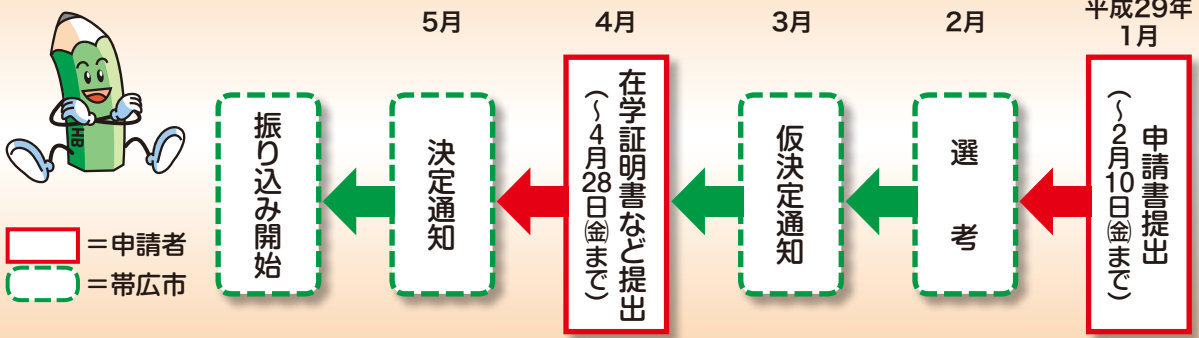 平成29年
1月
申請書提出
(~2月10日㈮まで)
2月
選考
3月
仮決定通知
4月
在学証明書など提出
(~4月28日㈮まで)
5月
決定通知
振り込み開始
HB
=申請者
=帯広市